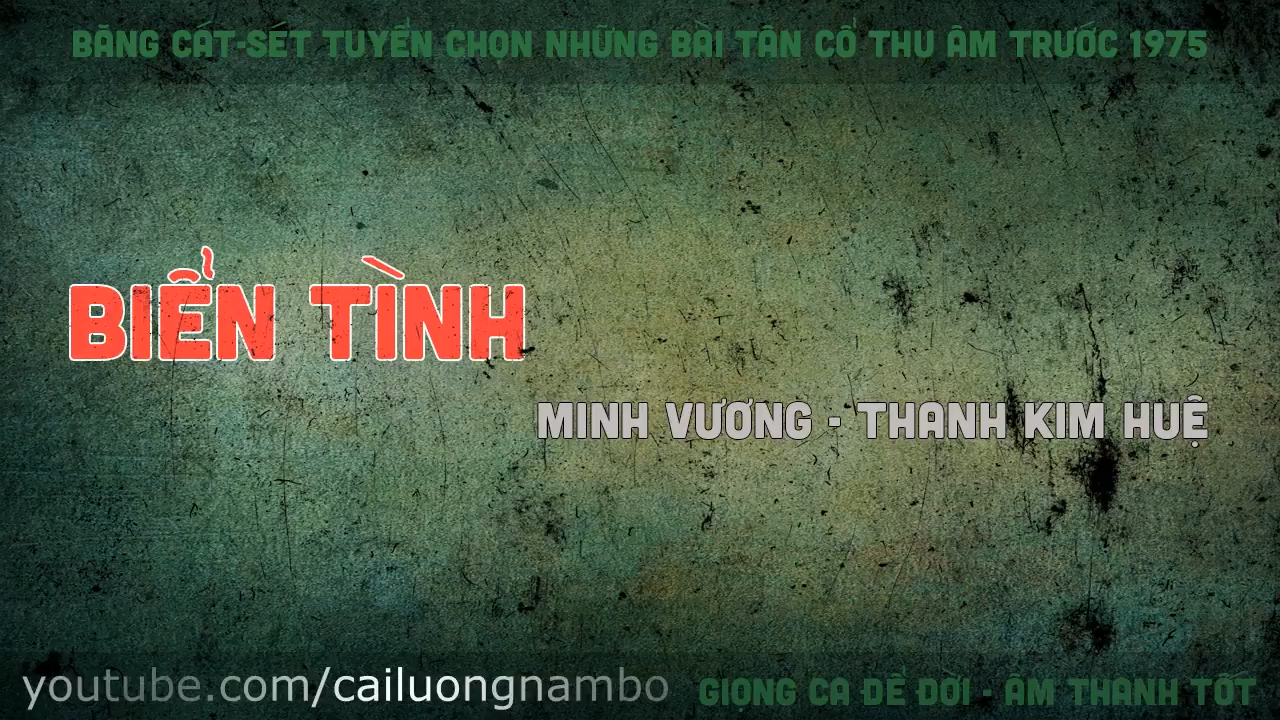 BĂNG CÁT-SÉT TUYỂN CHỌN NHỮNG BÀI TÂN CỔ THU ÂM TRƯỚC 1975
BIỂN TÌNH
MINH VƯƠNG - THANH KIM HUỆ
youtube.com/cailuongnambo
GIỌNG CA ĐỂ ĐỜI - ÂM THANH TỐT